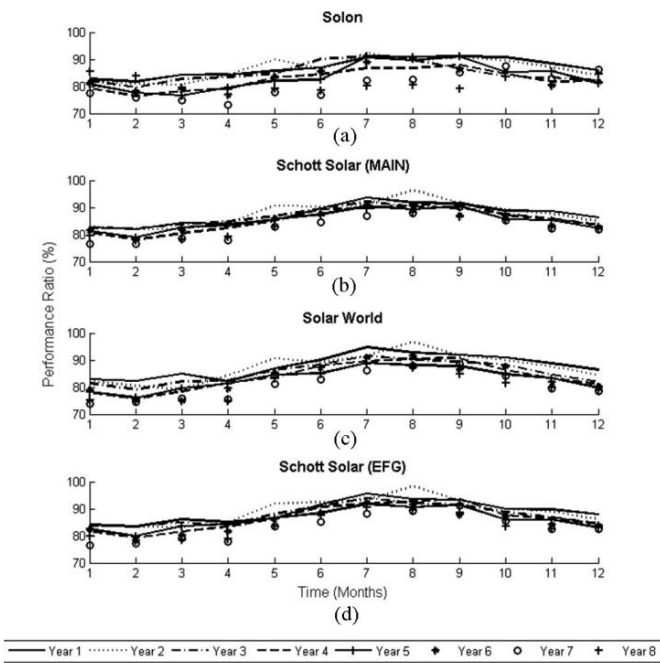 Solon
100
90
80
70
60
1 2 3 4 5 6 7 8 9 10 11 12
(a)
Schott Solar (MAIN)
100
90
80
70
1 2 3 4 5 6 7 8 9 10 11 12
(b)
Performance Ratio (%)
Solar World
100
90
80
70
1 2 3 4 5 6 7 8 9 10 11 12
(c)
Schott Solar (EFG)
100
90
80
70
1 2 3 4 5 6 7 8 9 10 11 12
Time (Months)
(d)
Year 1 Year 2 Year 3 Year 4 Year 5 Year 6 Year 7 Year 8